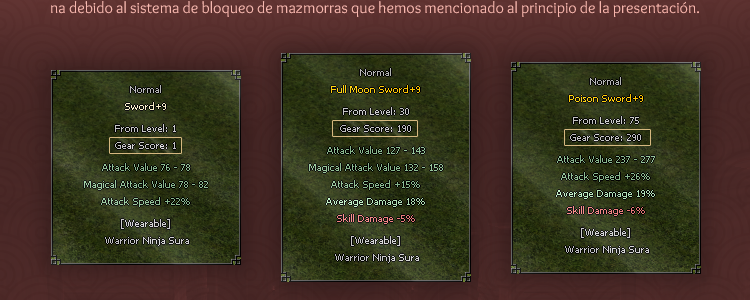 na debido al sistema de bloqueo de mazmorras que hemos mencionado al principio de la presentación.
Normal
Sword+9
From Level: 1
Gear Score: 1
Attack Value 76 - 78
Magical Attack Value 78 - 82
Attack Speed +22%
[Wearable]
Warrior Ninja Sura
Normal
Full Moon Sword+9
From Level: 30
Gear Score: 190
Attack Value 127 - 143
Magical Attack Value 132 - 158
Attack Speed +15%
Average Damage 18%
Skill Damage -5%
[Wearable]
Warrior Ninja Sura
Normal
Poison Sword+9
From Level: 75
Gear Score: 290
Attack Value 237 - 277
Attack Speed +26%
Average Damage 19%
Skill Damage -6%
[Wearable]
Warrior Ninja Sura